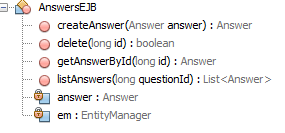 AnswersEJB
createAnswer(Answer answer) : Answer
delete(long id) : boolean
getAnswerById(long id) : Answer
listAnswers(long questionId) : List<Answer>
answer : Answer
em : EntityManager